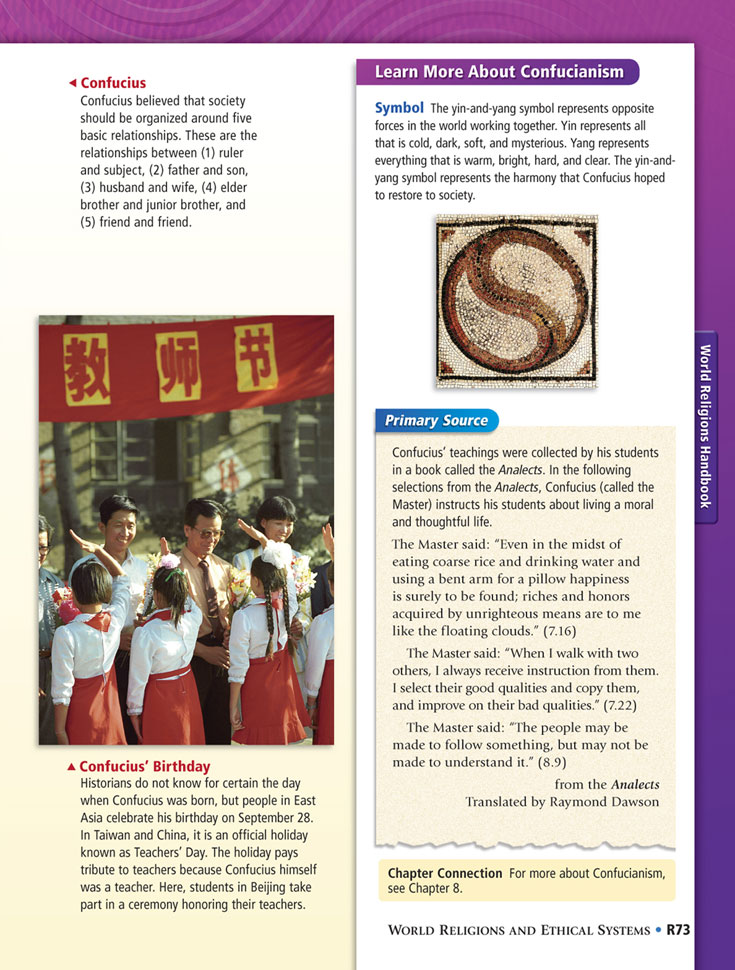 ◄ Confucius
Confucius believed that society
should be organized around five
basic relationships. These are the
relationships between (1) ruler
and subject, (2) father and son,
(3) husband and wife, (4) elder
brother and junior brother, and
(5) friend and friend.
教师节
▲ Confucius’ Birthday
Historians do not know for certain the day
when Confucius was born, but people in East
Asia celebrate his birthday on September 28.
In Taiwan and China, it is an official holiday
known as Teachers’ Day. The holiday pays
tribute to teachers because Confucius himself
was a teacher. Here, students in Beijing take
part in a ceremony honoring their teachers.
Learn More About Confucianism
Symbol The yin-and-yang symbol represents opposite
forces in the world working together. Yin represents all
that is cold, dark, soft, and mysterious. Yang represents
everything that is warm, bright, hard, and clear. The yin-and-
yang symbol represents the harmony that Confucius hoped
to restore to society.
Primary Source
Confucius’ teachings were collected by his students
in a book called the Analects. In the following
selections from the Analects, Confucius (called the
Master) instructs his students about living a moral
and thoughtful life.
The Master said: “Even in the midst of
eating coarse rice and drinking water and
using a bent arm for a pillow happiness
is surely to be found; riches and honors
acquired by unrighteous means are to me
like the floating clouds.” (7.16)
The Master said: “When I walk with two
others, I always receive instruction from them.
I select their good qualities and copy them,
and improve on their bad qualities.” (7.22)
The Master said: “The people may be
made to follow something, but may not be
made to understand it.” (8.9)
from the Analects
Translated by Raymond Dawson
Chapter Connection For more about Confucianism,
see Chapter 8.
World Religions Handbook
WORLD RELIGIONS AND ETHICAL SYSTEMS • R73